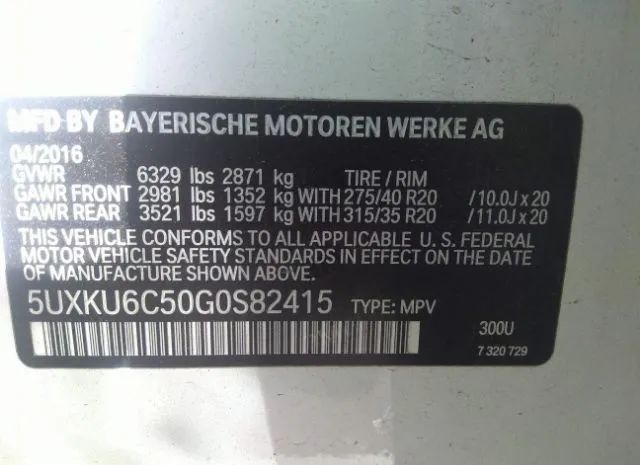 MFD BY BAYERISCHE MOTOREN WERKE AG
04/2016
GVWR 6329 lbs 2871 kg TIRE / RIM
GAWR FRONT 2981 lbs 1352 kg WITH 275/40 R20 /10.0J x 20
GAWR REAR 3521 lbs 1597 kg WITH 315/35 R20 /11.0J x 20
THIS VEHICLE CONFORMS TO ALL APPLICABLE U. S. FEDERAL
MOTOR VEHICLE SAFETY STANDARDS IN EFFECT ON THE DATE
OF MANUFACTURE SHOWN ABOVE.
5UXKU6C50G0S82415 TYPE: MPV
300U
7 320 729